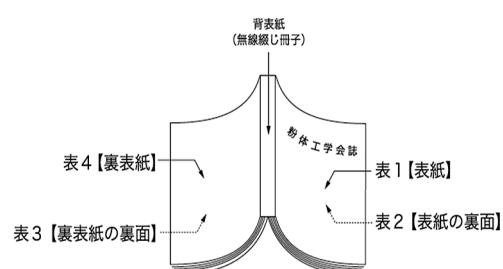 背表紙
(無線綴じ冊子)
粉体工学会誌
表4【裏表紙】
表1【表紙】
表2【表紙の裏面】
表3【裏表紙の裏面】